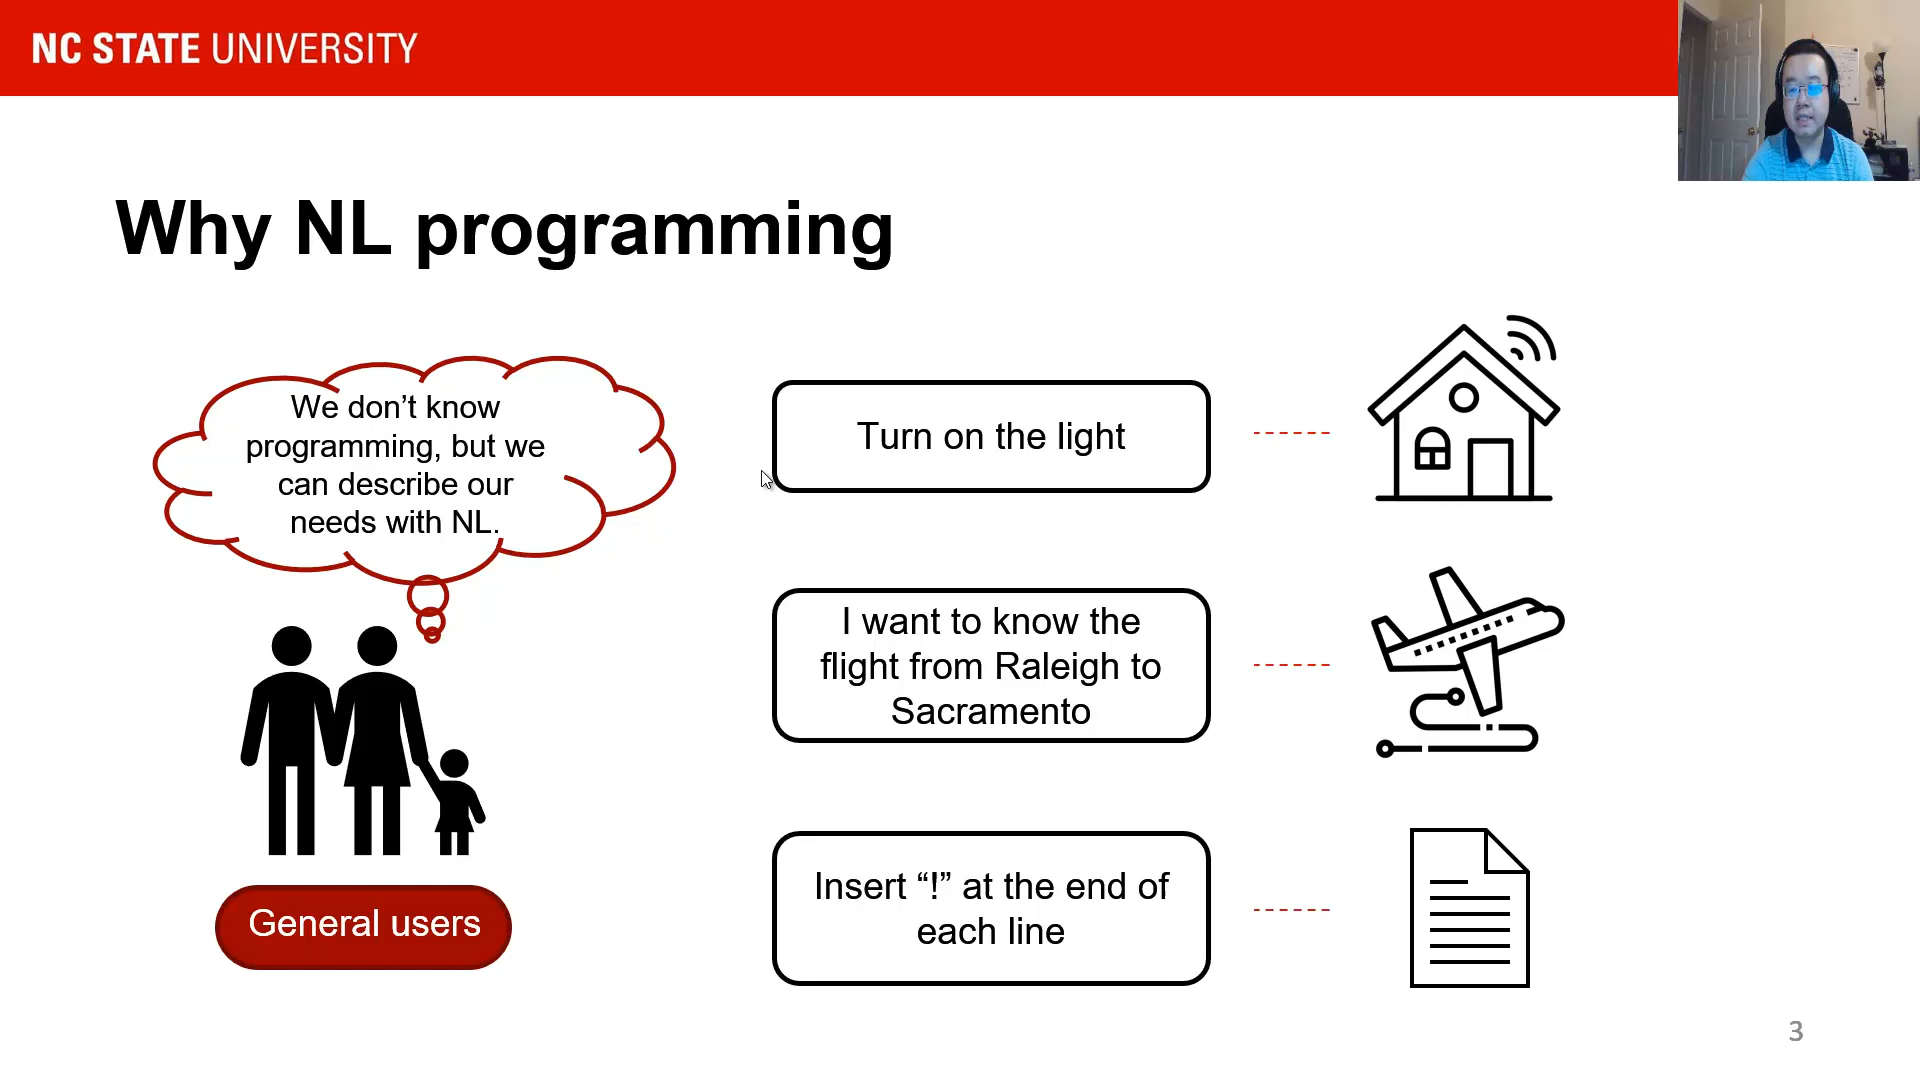 NC STATE UNIVERSITY
Why NL programming
We don’t know
programming, but we
can describe our
needs with NL.
General users
Turn on the light
I want to know the
flight from Raleigh to
Sacramento
Insert “!” at the end of
each line
3